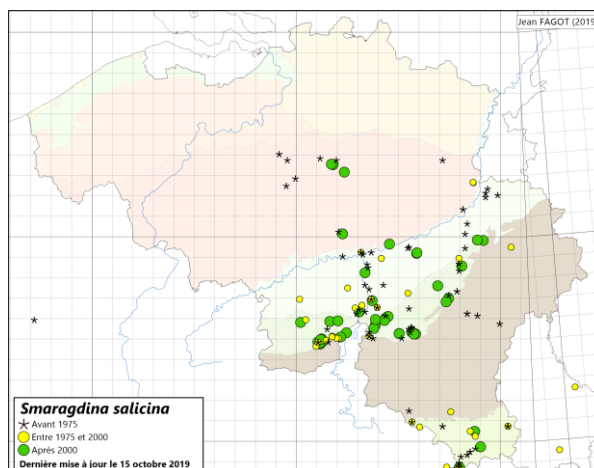 Jean FAGOT (2019
Smaragdina salicina
Avant 1975
Entre 1975 et 2000
Après 2000
Dernière mise à jour le 15 octobre 2019